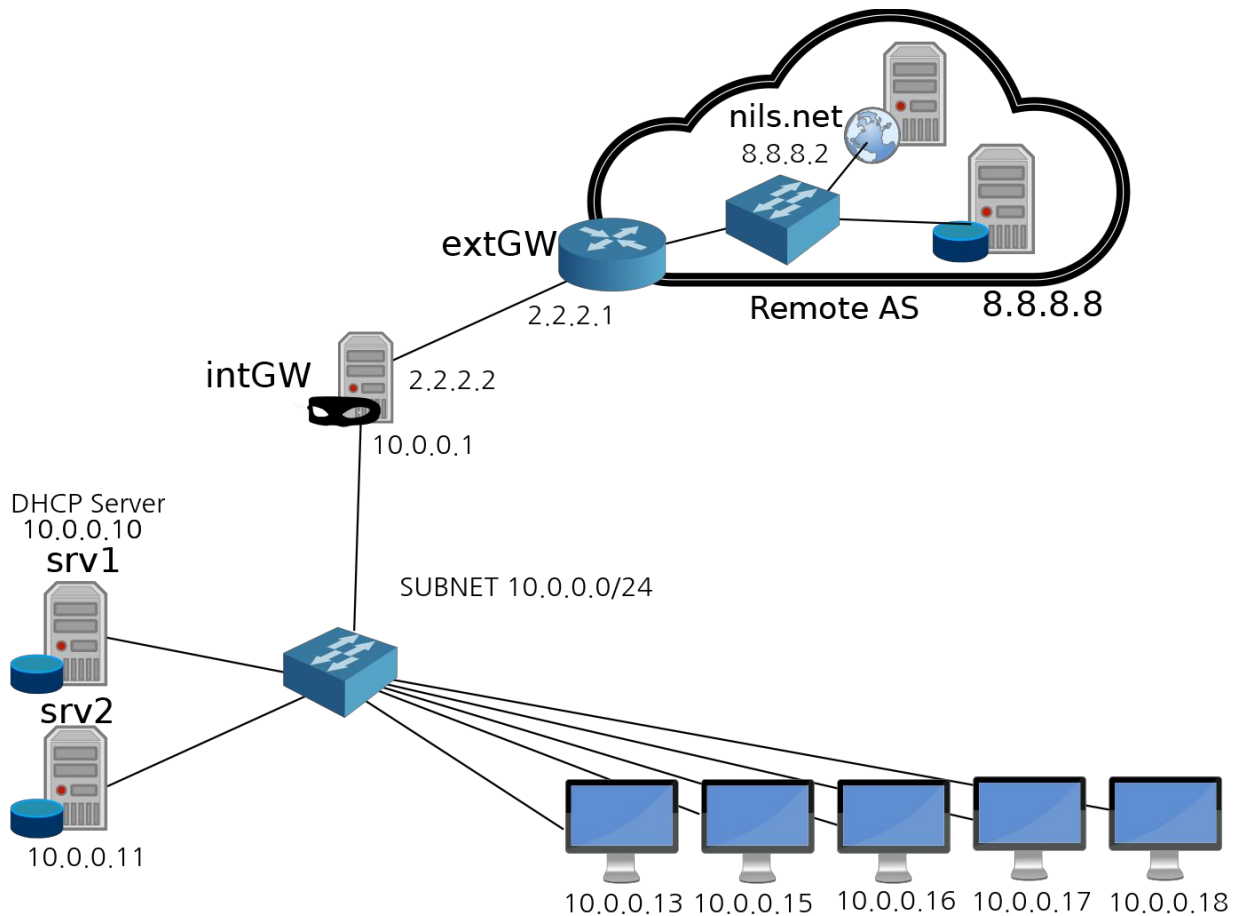 nils.net
8.8.8.2
extGW
2.2.2.1
Remote AS
8.8.8.8
intGW
2.2.2.2
10.0.0.1
DHCP Server
10.0.0.10
srv1
SUBNET 10.0.0.0/24
srv2
10.0.0.11
10.0.0.13 10.0.0.15 10.0.0.16 10.0.0.17 10.0.0.18